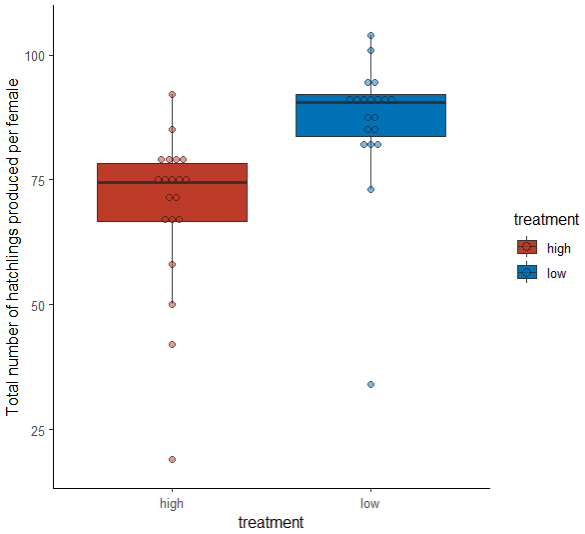 Total number of hatchlings produced per female
100
75
50
25
high
low
treatment
treatment
high
low